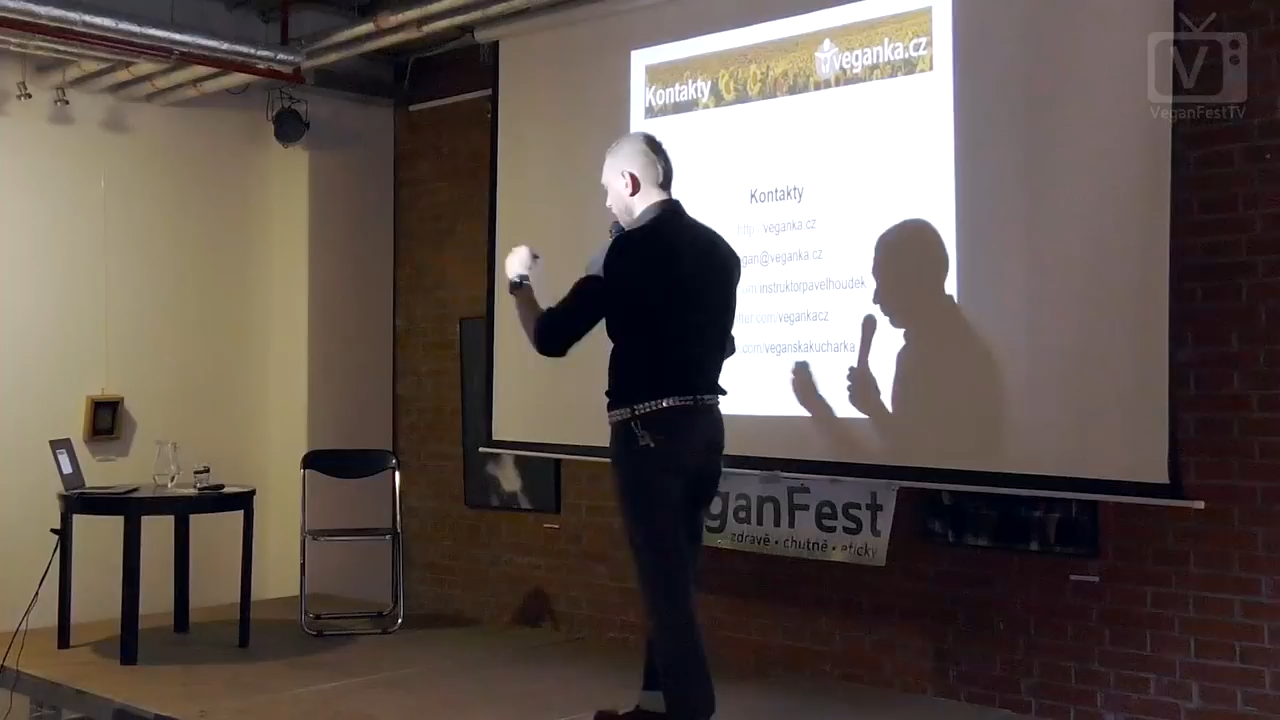 veganka.cz
Kontakty
V
VeganFestTV
Kontakty
http://veganka.cz
gan@veganka.cz
instruktorpavelhoudek
.com/vegankacz
.com/veganskakucharka
ganFest
zdravě • chutně • eticky